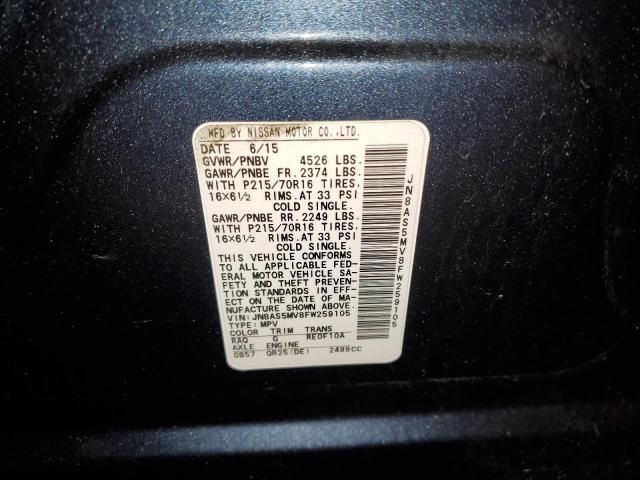 MFD BY NISSAN MOTOR CO.,LTD.
DATE 6/15
GVWR/PNBV 4526 LBS.
GAWR/PNBE FR. 2374 LBS.
WITH P215/70R16 TIRES,
16×6½ RIMS.AT 33 PSI
COLD SINGLE.
GAWR/PNBE RR. 2249 LBS.
WITH P215/70R16 TIRES,
16×6½ RIMS.AT 33 PSI
COLD SINGLE.
THIS VEHICLE CONFORMS
TO ALL APPLICABLE FED-
ERAL MOTOR VEHICLE SA-
FETY AND THEFT PREVEN-
TION STANDARDS IN EFF-
ECT ON THE DATE OF MA-
NUFACTURE SHOWN ABOVE.
VIN: JN8AS5MV8FW259105
TYPE: MPV
COLOR TRIM TRANS
RAQ G RE0F10A
AXLE ENGINE
GB57 QR25(DE) 2488CC
JN8AS5MV8FW259105